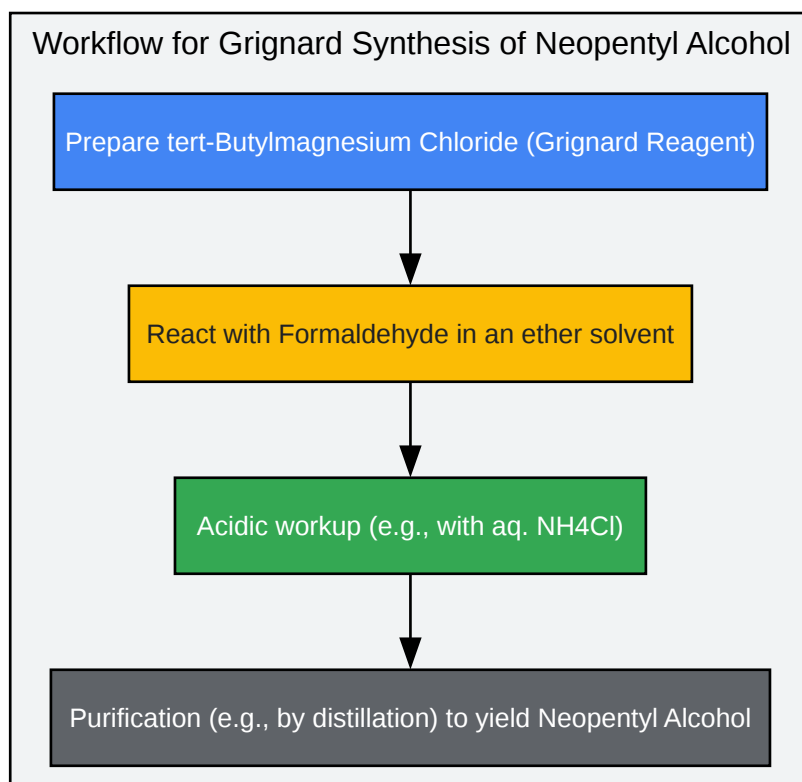 Workflow for Grignard Synthesis of Neopentyl Alcohol
Prepare tert-Butylmagnesium Chloride (Grignard Reagent)
React with Formaldehyde in an ether solvent
Acidic workup (e.g., with aq. NH4Cl)
Purification (e.g., by distillation) to yield Neopentyl Alcohol